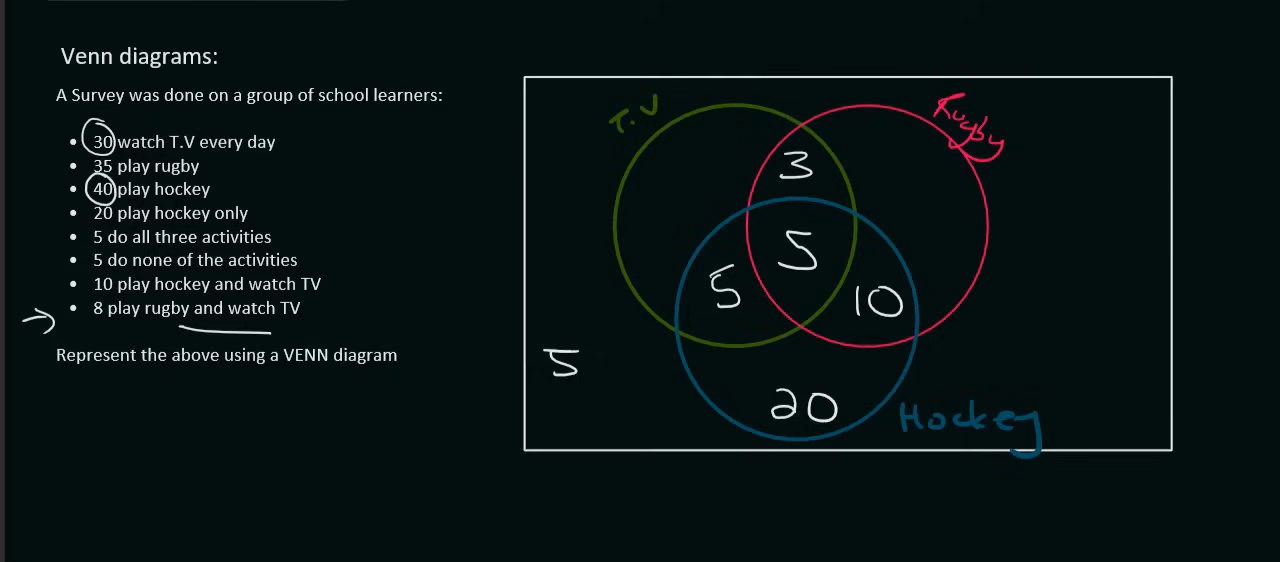 Venn diagrams:
A Survey was done on a group of school learners:
• 30 watch T.V every day
• 35 play rugby
• 40 play hockey
• 20 play hockey only
• 5 do all three activities
• 5 do none of the activities
• 10 play hockey and watch TV
• 8 play rugby and watch TV
Represent the above using a VENN diagram
T.V
Rugby
3
5
5
10
5
20
Hockey